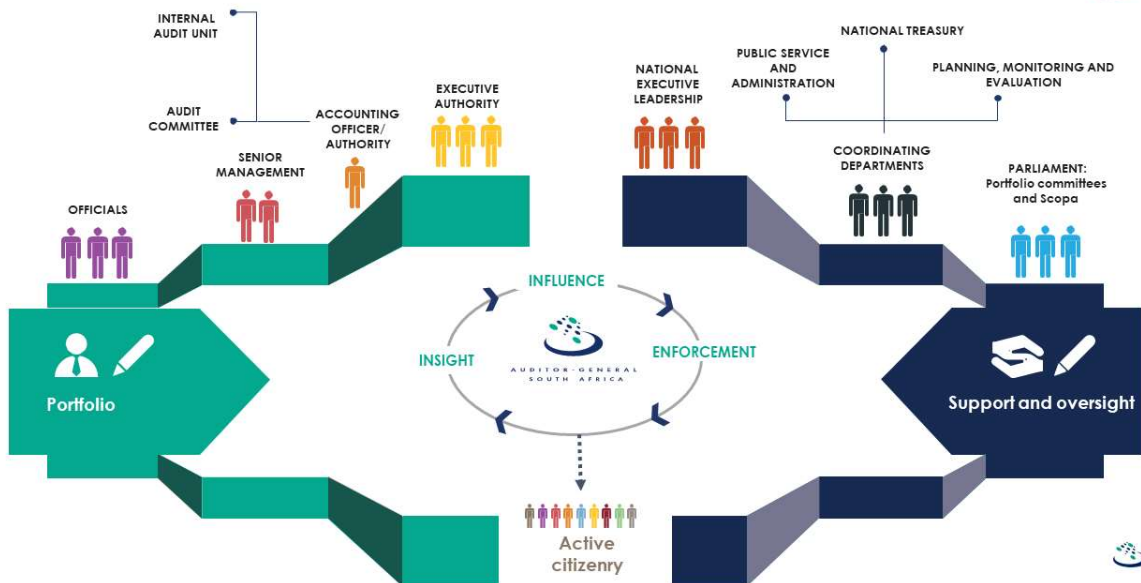 INTERNAL
AUDIT UNIT
AUDIT
COMMITTEE
ACCOUNTING
OFFICER/
AUTHORITY
EXECUTIVE
AUTHORITY
SENIOR
MANAGEMENT
OFFICIALS
NATIONAL
EXECUTIVE
LEADERSHIP
PUBLIC SERVICE
AND
ADMINISTRATION
NATIONAL TREASURY
PLANNING, MONITORING AND
EVALUATION
COORDINATING
DEPARTMENTS
PARLIAMENT:
Portfolio committees
and Scopa
INFLUENCE
INSIGHT
ENFORCEMENT
AUDITOR-GENERAL
SOUTH AFRICA
Portfolio
Support and oversight
Active
citizenry